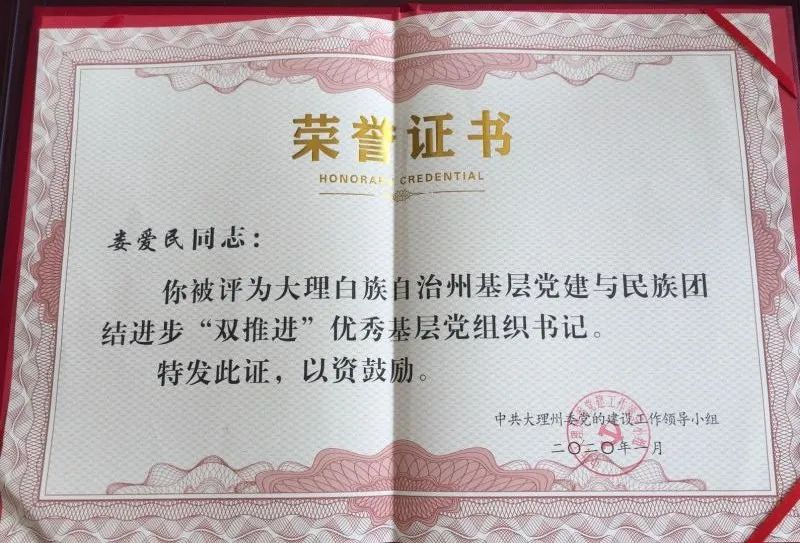 荣誉证书
HONORARY CREDENTIAL
娄爱民同志：
你被评为大理白族自治州基层党建与民族团
结进步“双推进”优秀基层党组织书记。
特发此证，以资鼓励。
中共大理州委党的建设工作领导小组
二〇二〇年一月